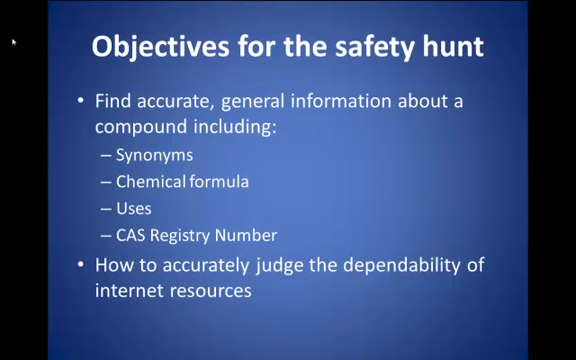 Objectives for the safety hunt
• Find accurate, general information about a
compound including:
– Synonyms
– Chemical formula
– Uses
– CAS Registry Number
• How to accurately judge the dependability of
internet resources